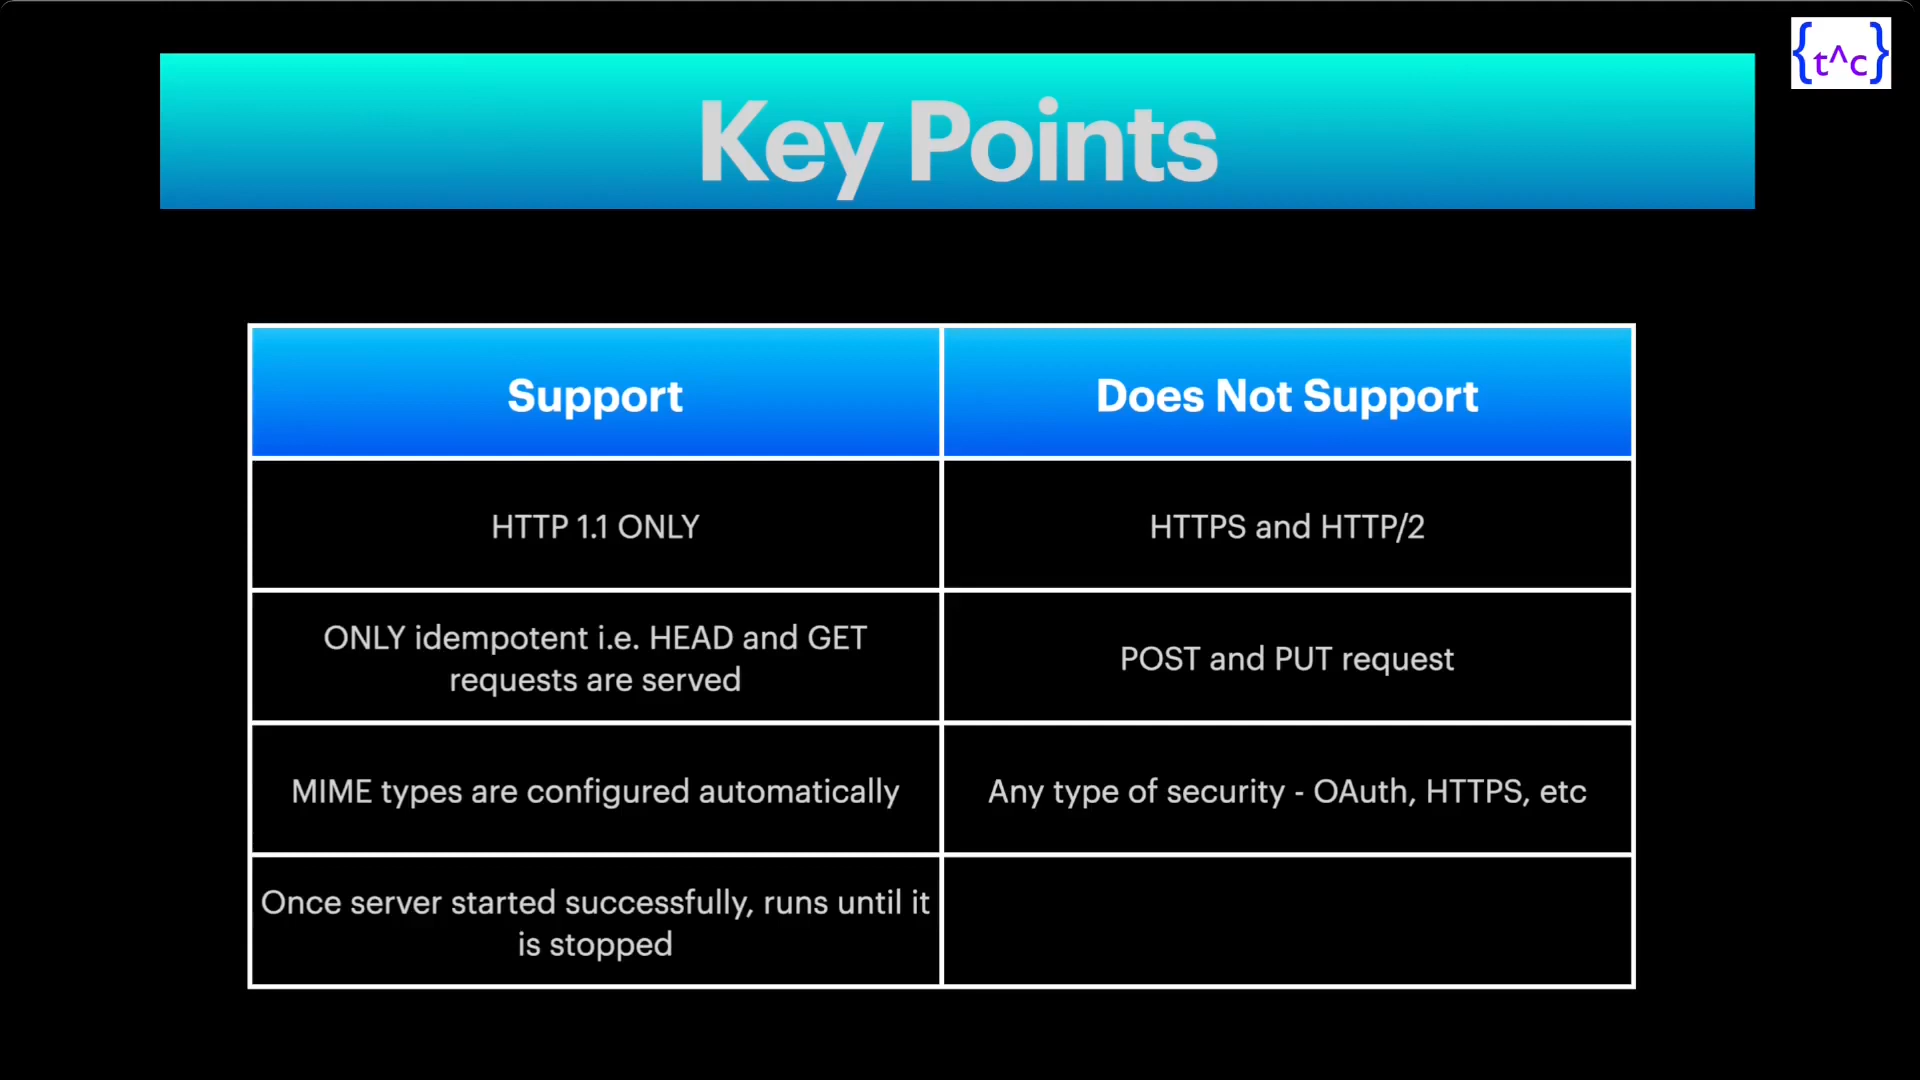 {t^c}
Key Points
Support
Does Not Support
HTTP 1.1 ONLY
HTTPS and HTTP/2
ONLY idempotent i.e. HEAD and GET
requests are served
POST and PUT request
MIME types are configured automatically
Any type of security - OAuth, HTTPS, etc
Once server started successfully, runs until it
is stopped